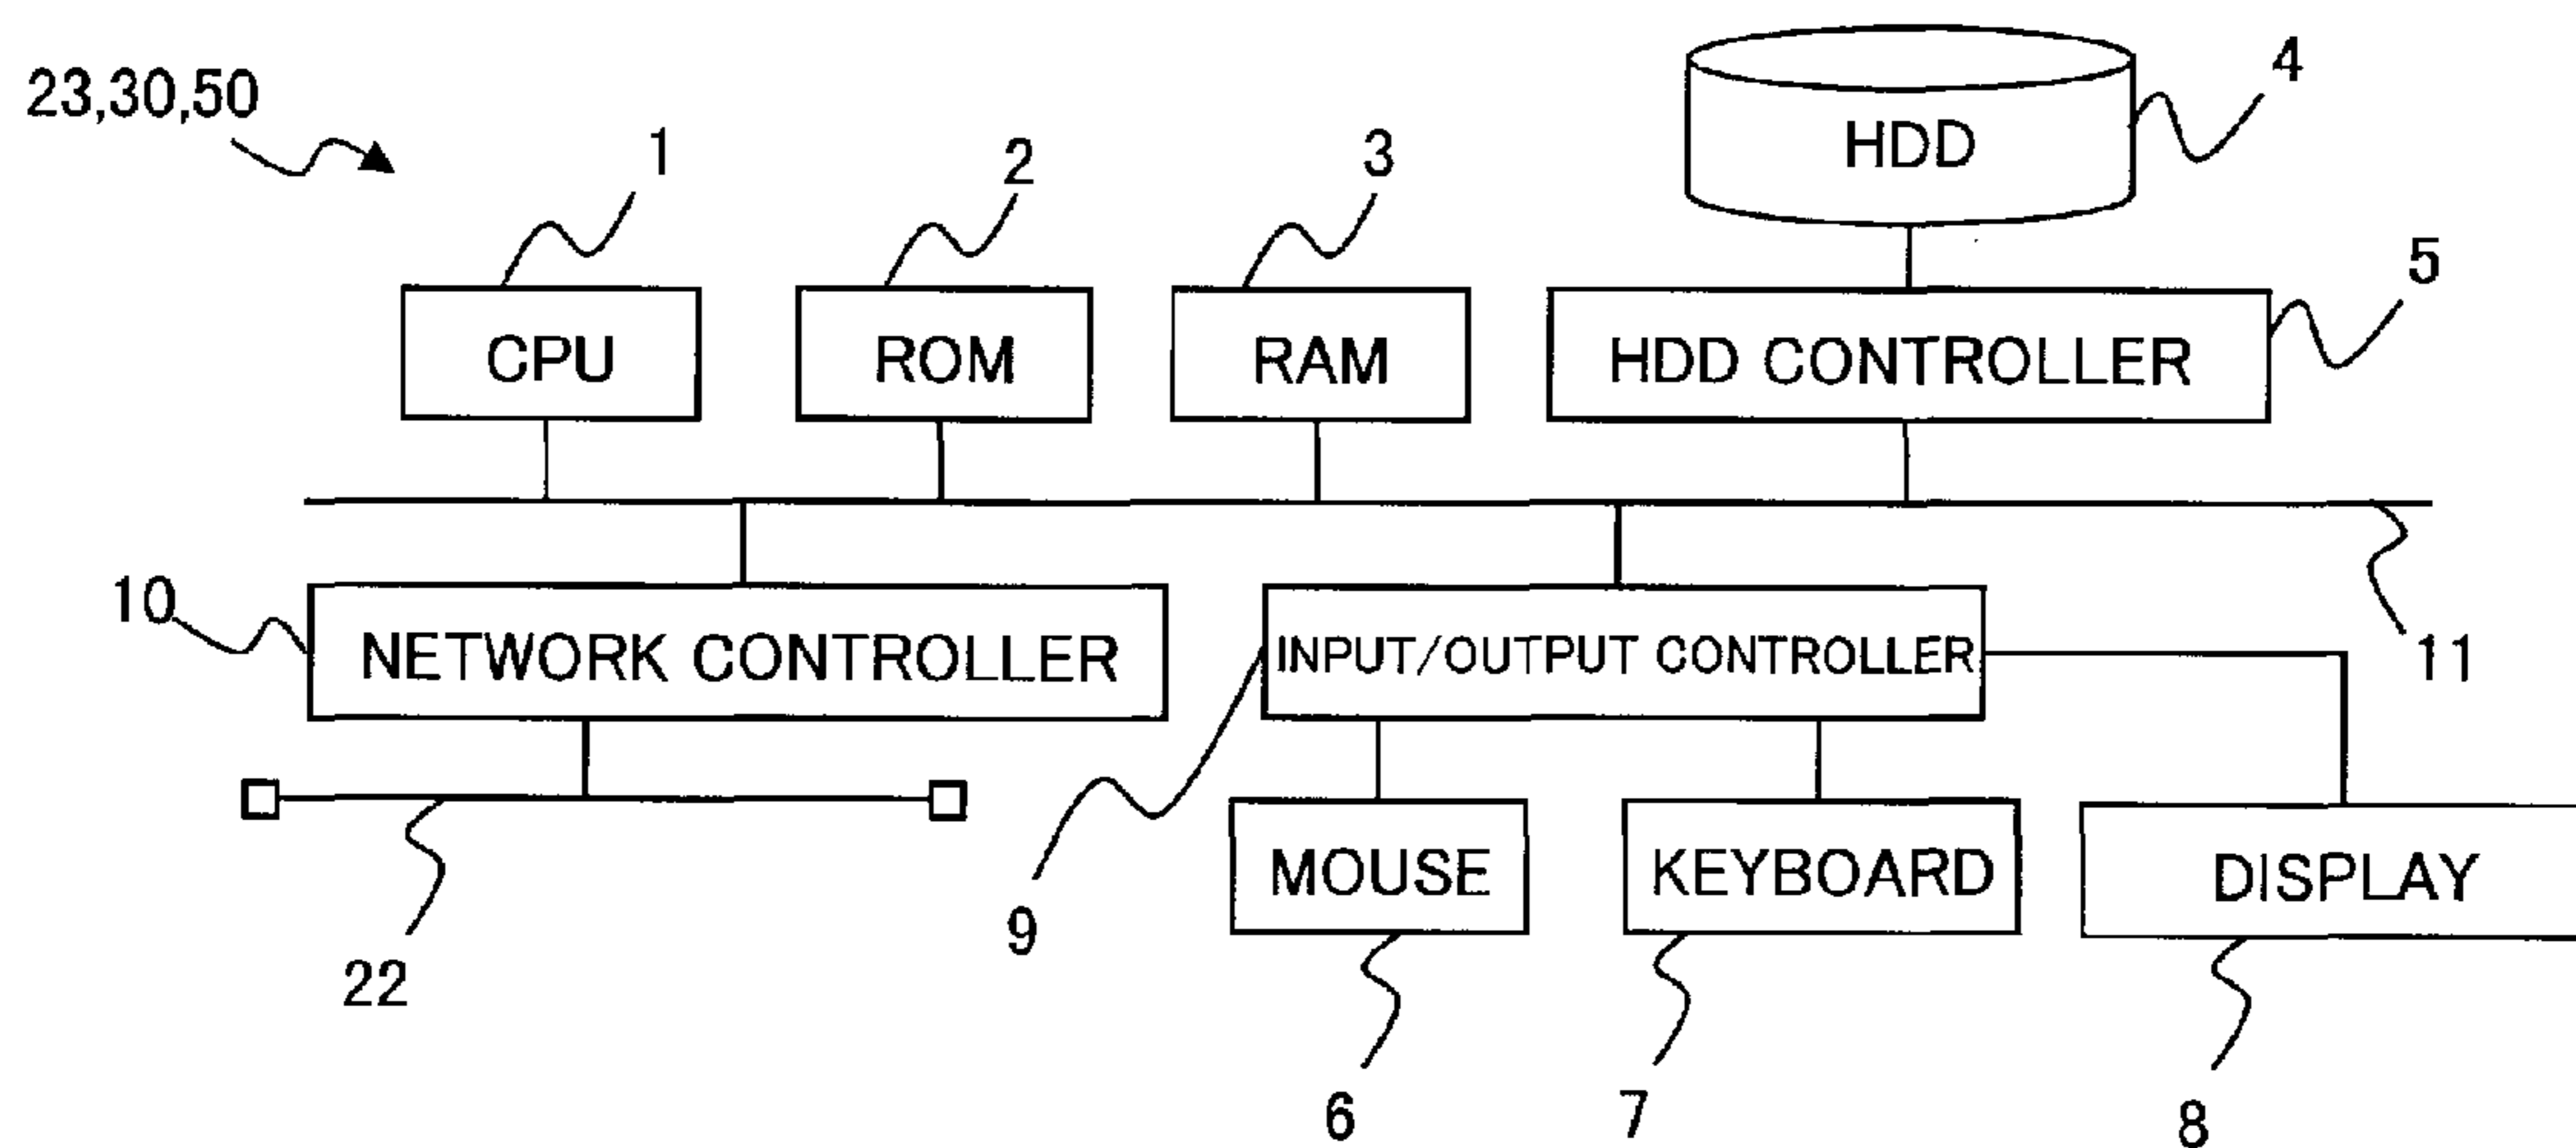 23,30,50
1
2
3
4
HDD
5
CPU
ROM
RAM
HDD CONTROLLER
10
NETWORK CONTROLLER
INPUT/OUTPUT CONTROLLER
11
22
9
MOUSE
KEYBOARD
DISPLAY
6
7
8